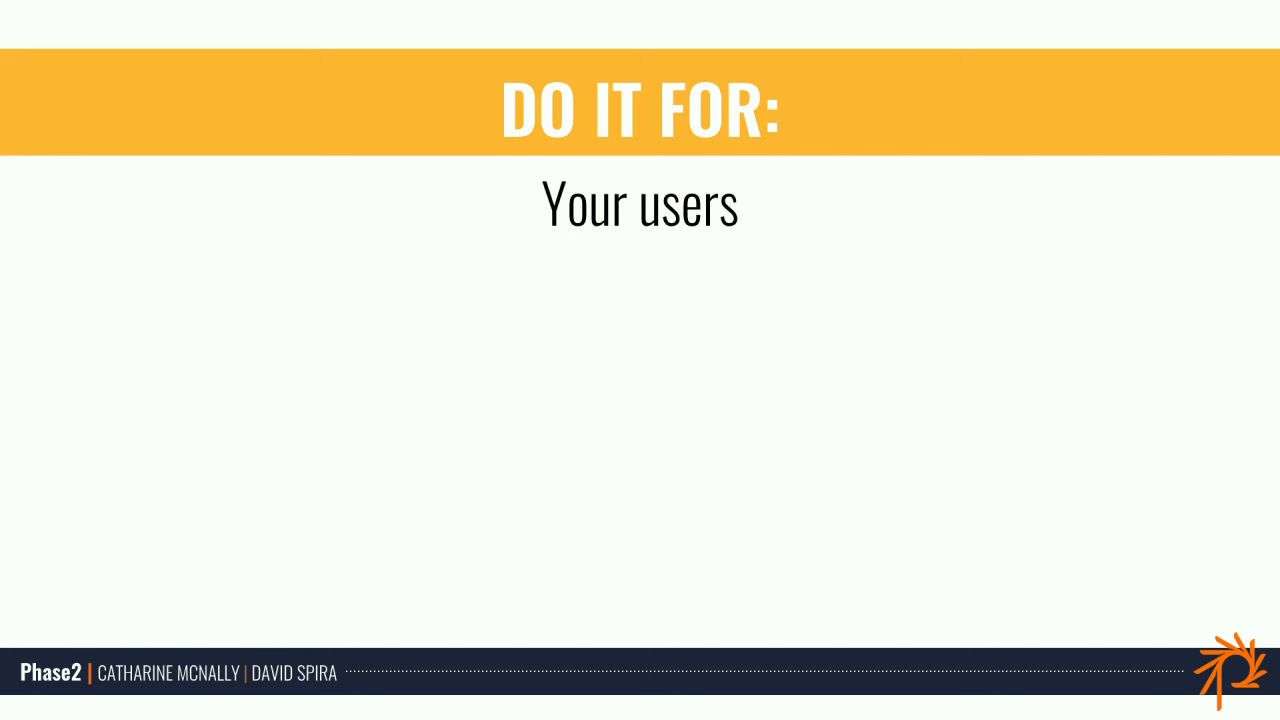 DO IT FOR:
Your users
Phase2 | CATHARINE MCNALLY | DAVID SPIRA